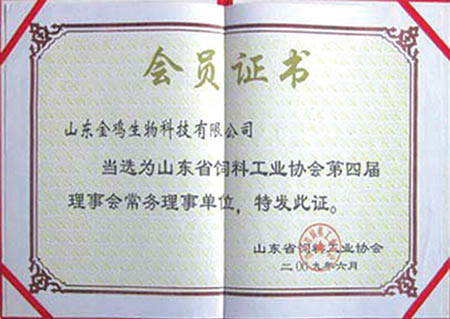 会员证书
山东金鸡生物科技有限公司
当选为山东省饲料工业协会第四届
理事会常务理事单位，特发此证。
山东省饲料工业协会
二00九年六月